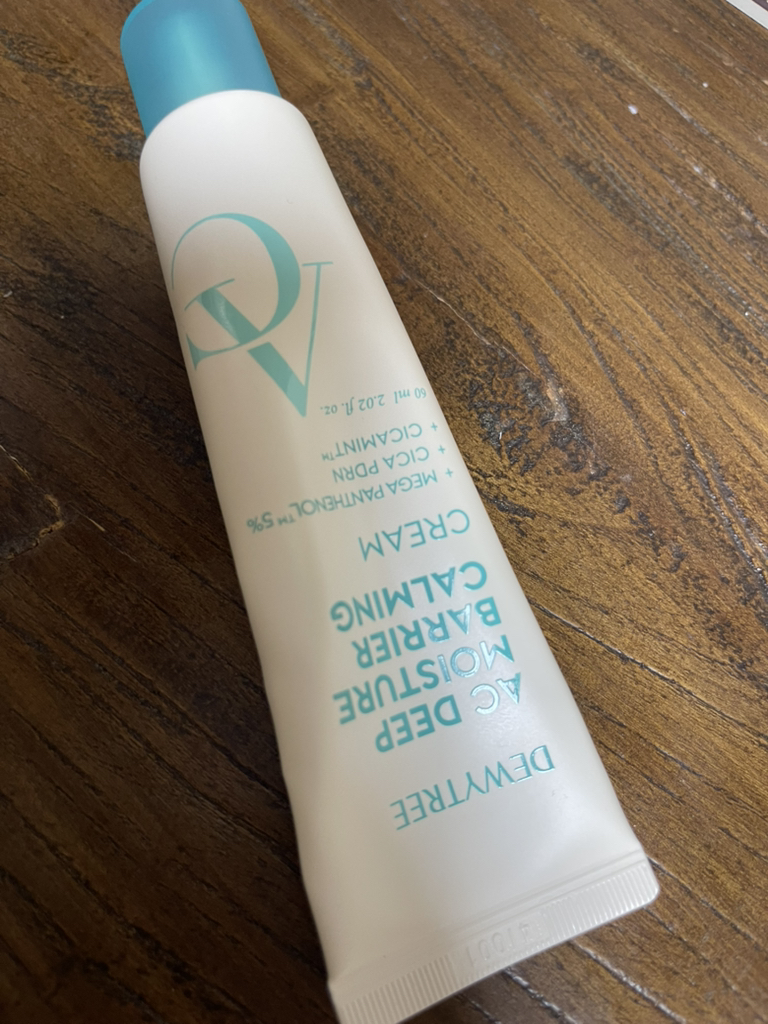 DEWYTREE
AC DEEP
MOISTURE
BARRIER
CALMING
CREAM
+ MEGA PANTHENOL™ 5%
+ CICA PDRN
+ CICAMINT™
60 ml 2.02 fl. oz.
AC